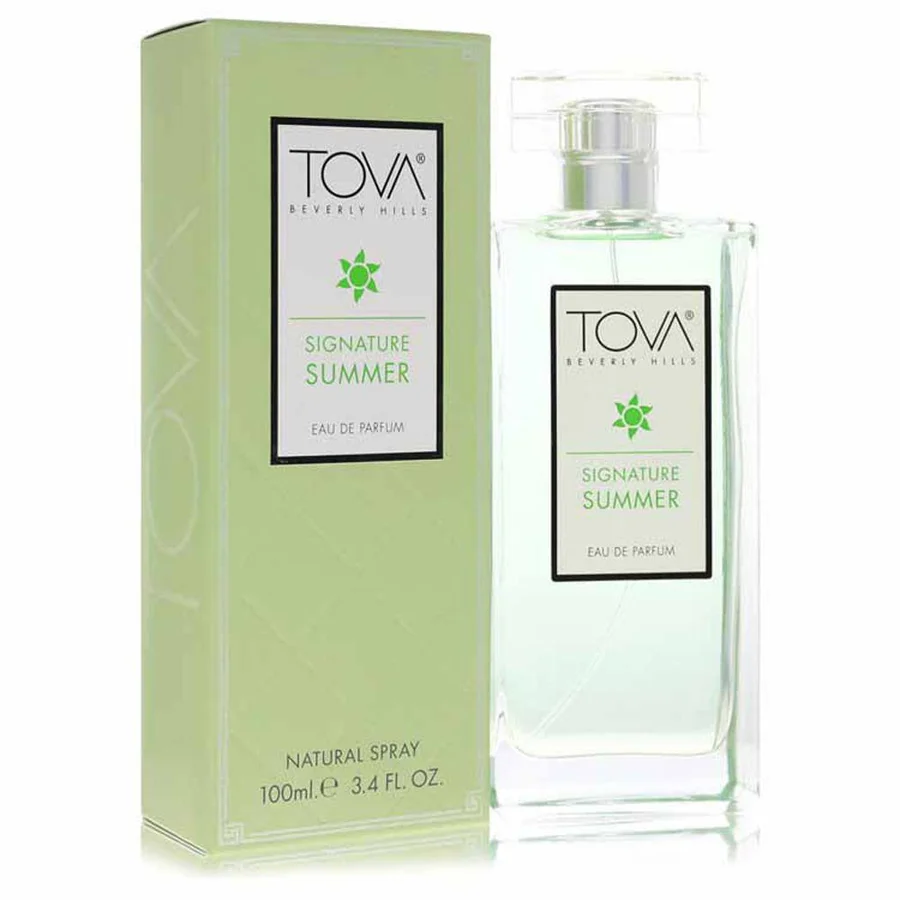 TOVA®
BEVERLY HILLS
SIGNATURE
SUMMER
EAU DE PARFUM
TOVA
NATURAL SPRAY
100ml.℮ 3.4 FL. OZ.
TOVA®
BEVERLY HILLS
SIGNATURE
SUMMER
EAU DE PARFUM